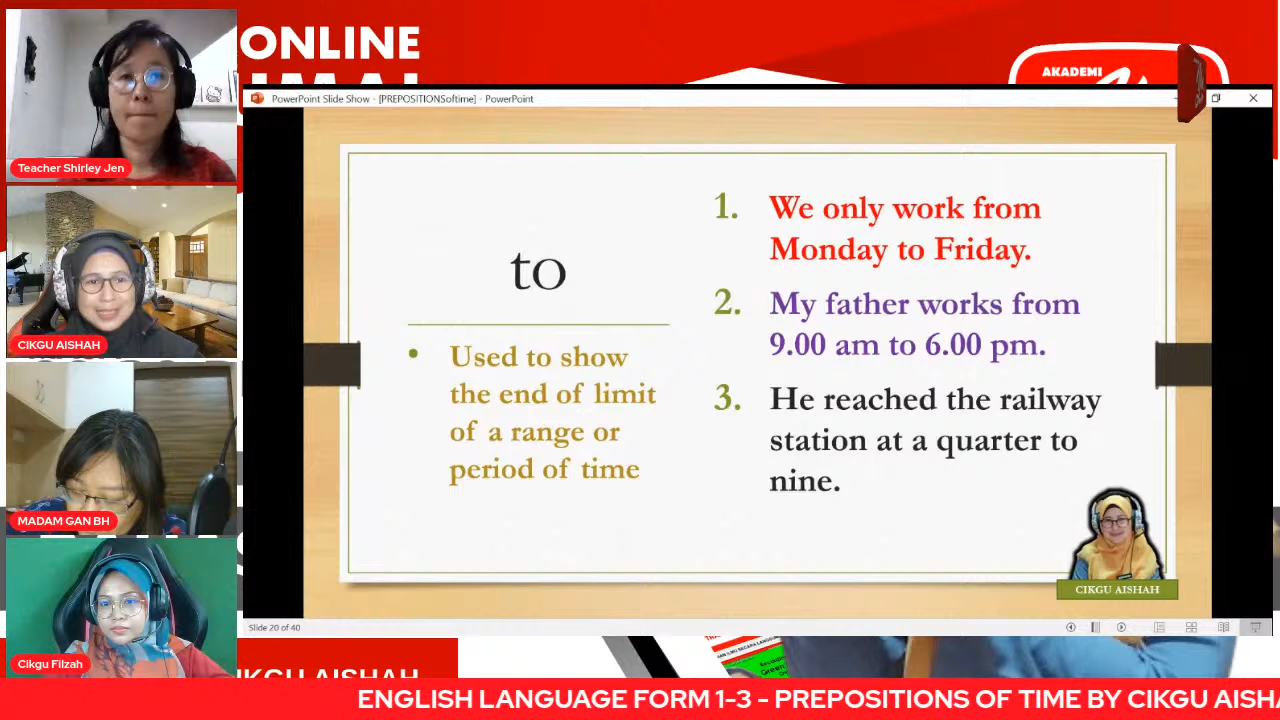 ONLINE
AKADEMI
PowerPoint Slide Show - [PREPOSITIONSoftime] - PowerPoint
Teacher Shirley Jen
CIKGU AISHAH
MADAM GAN BH
Cikgu Filzah
to
• Used to show
the end of limit
of a range or
period of time
1. We only work from
Monday to Friday.
2. My father works from
9.00 am to 6.00 pm.
3. He reached the railway
station at a quarter to
nine.
CIKGU AISHAH
Slide 20 of 40
ENGLISH LANGUAGE FORM 1-3 - PREPOSITIONS OF TIME BY CIKGU AISHA